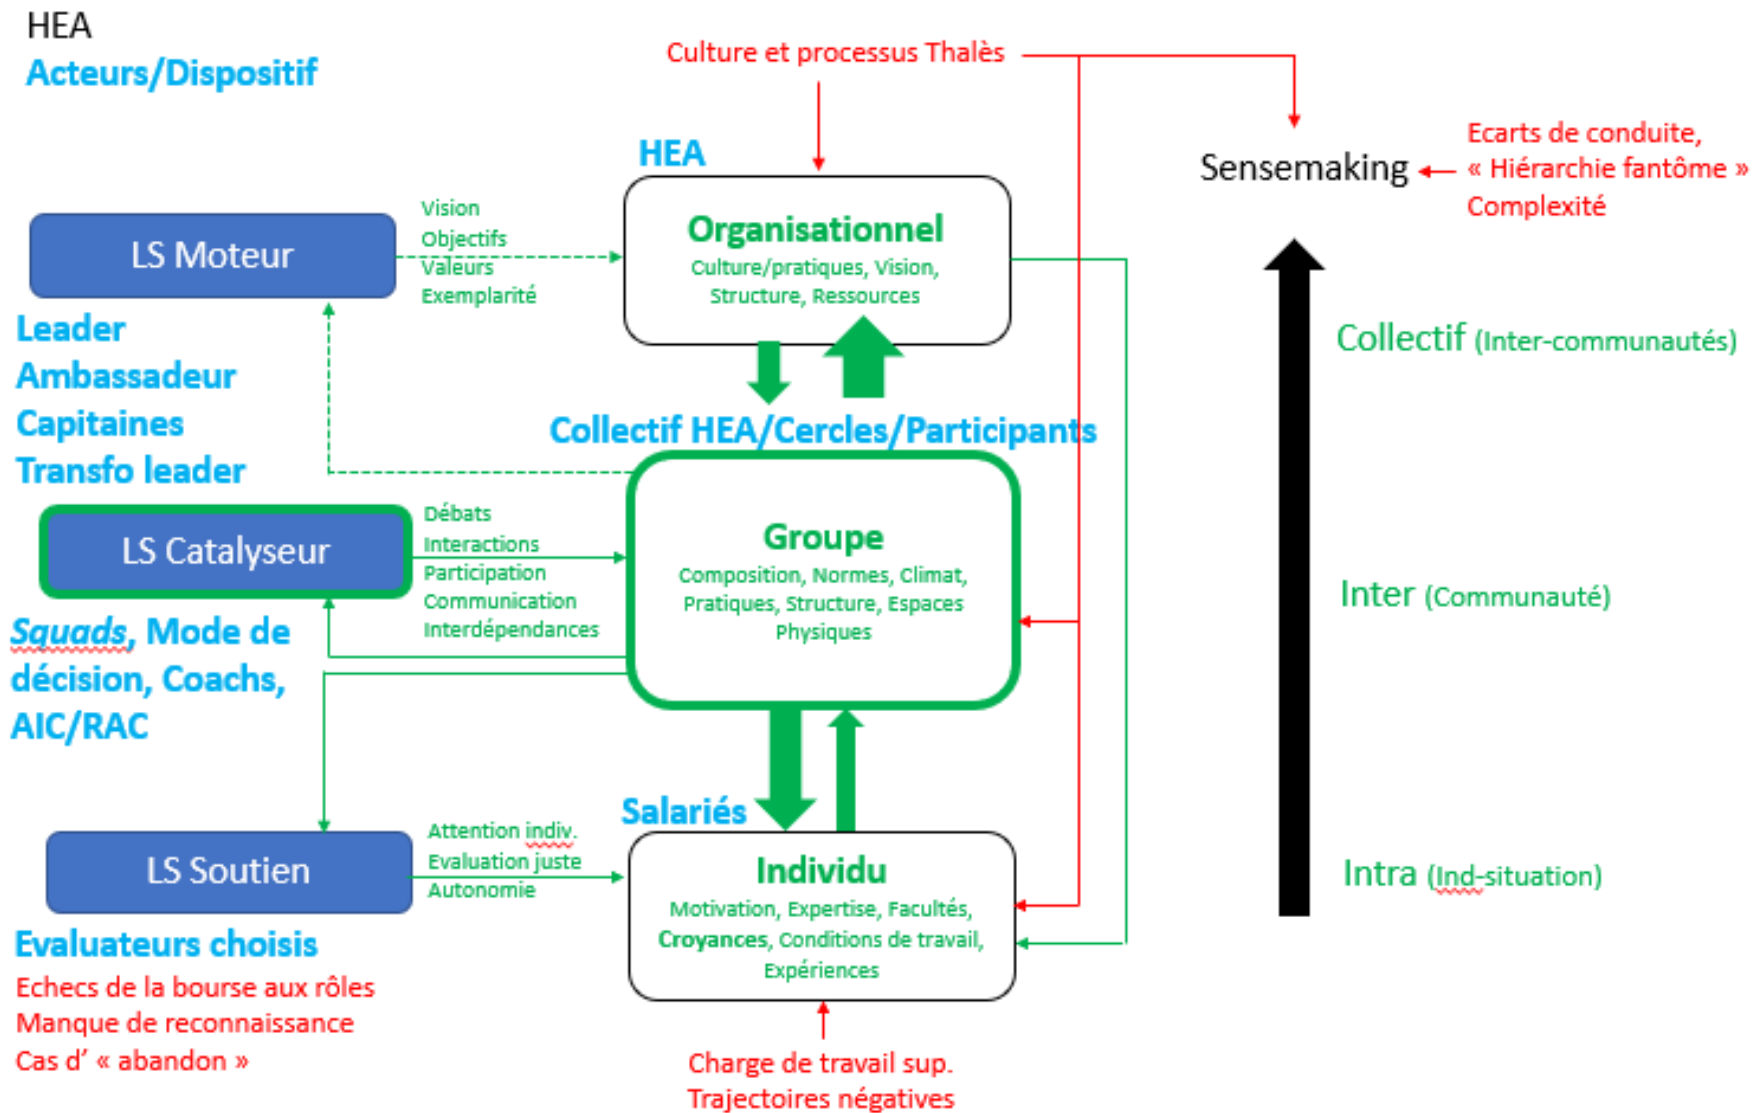 HEA
Acteurs/Dispositif
Culture et processus Thalès
HEA
Ecarts de conduite,
« Hiérarchie fantôme »
Complexité
Sensemaking
Organisationnel
Culture/pratiques, Vision,
Structure, Ressources
LS Moteur
Vision
Objectifs
Valeurs
Exemplarité
Leader
Ambassadeur
Capitaines
Transfo leader
Collectif (Inter-communautés)
Collectif HEA/Cercles/Participants
LS Catalyseur
Débats
Interactions
Participation
Communication
Interdépendances
Groupe
Composition, Normes, Climat,
Pratiques, Structure, Espaces
Physiques
Inter (Communauté)
Squads, Mode de
décision, Coachs,
AIC/RAC
Salariés
LS Soutien
Attention indiv.
Evaluation juste
Autonomie
Individu
Motivation, Expertise, Facultés,
Croyances, Conditions de travail,
Expériences
Intra (Ind-situation)
Evaluateurs choisis
Echecs de la bourse aux rôles
Manque de reconnaissance
Cas d’ « abandon »
Charge de travail sup.
Trajectoires négatives